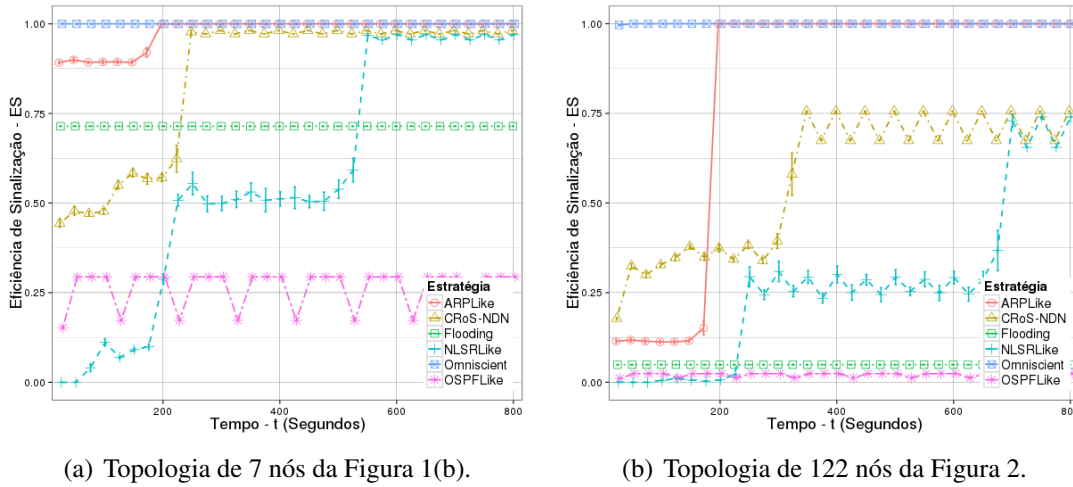 1.00
0.75
0.50
0.25
0.00
Eficiência de Sinalização - ES
200
400
600
800
Tempo - t (Segundos)
Estratégia
ARPLike
CRoS-NDN
Flooding
NLSRLike
Omniscient
OSPFLike
(a) Topologia de 7 nós da Figura 1(b).
1.00
0.75
0.50
0.25
0.00
Eficiência de Sinalização - ES
200
400
600
800
Tempo - t (Segundos)
Estratégia
ARPLike
CRoS-NDN
Flooding
NLSRLike
Omniscient
OSPFLike
(b) Topologia de 122 nós da Figura 2.